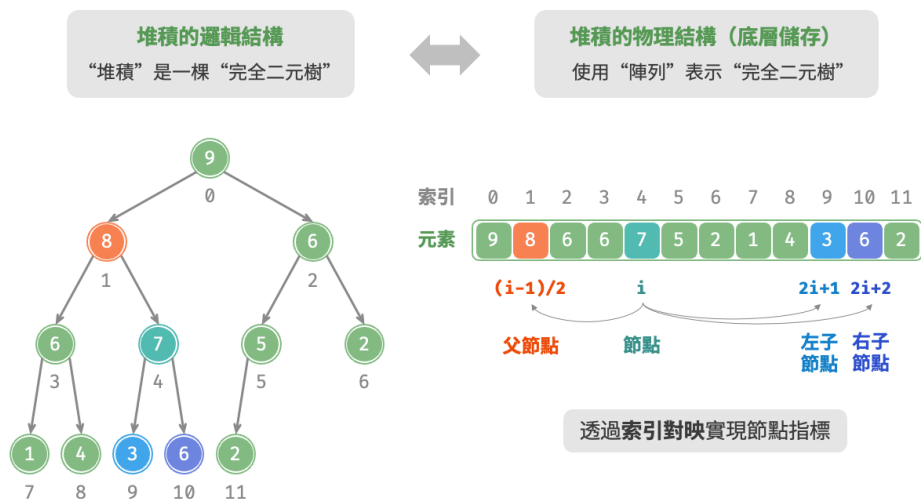 堆積的邏輯結構
“堆積”是一棵“完全二元樹”
堆積的物理結構（底層儲存）
使用“陣列”表示“完全二元樹”
9
0
8
6
1
2
6
7
5
2
3
4
5
6
1
4
3
6
2
7
8
9
10
11
索引 0 1 2 3 4 5 6 7 8 9 10 11
元素 9 8 6 6 7 5 2 1 4 3 6 2
(i-1)/2 i 2i+1 2i+2
父節點 節點 左子節點 右子節點
透過索引對映實現節點指標